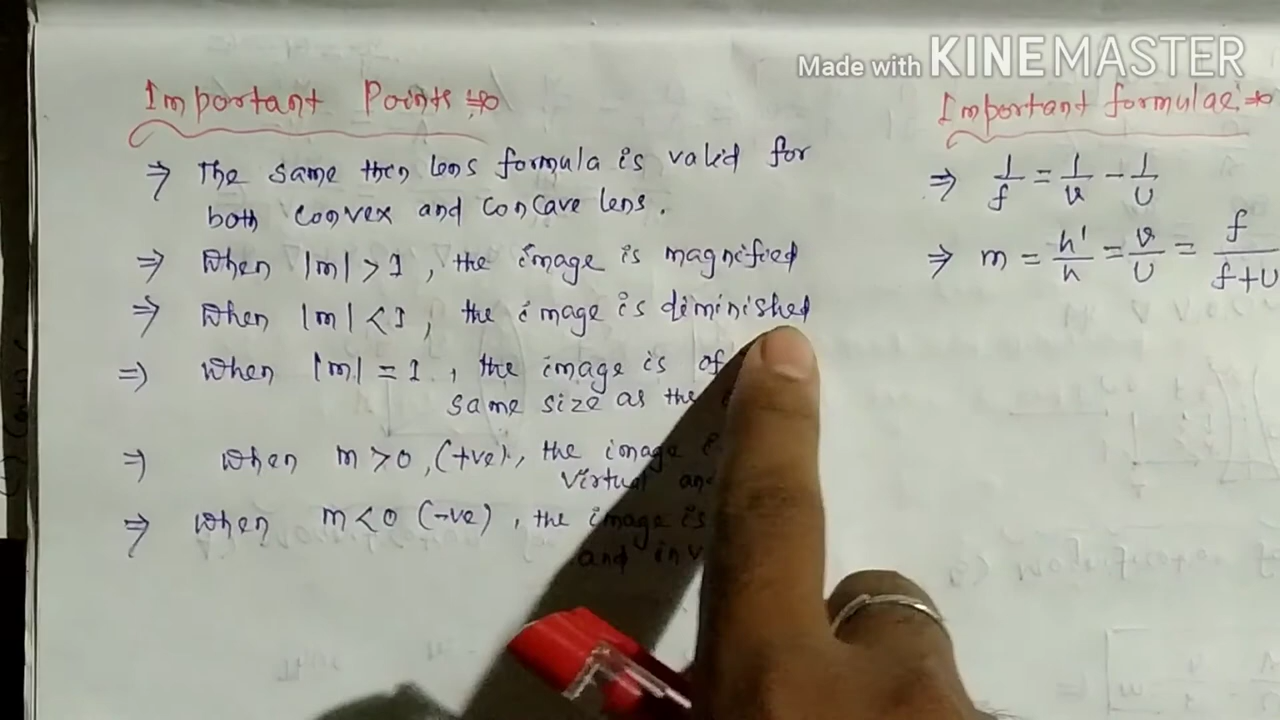 Made with KINEMASTER
Important Points ⇒
⇒ The same then lens formula is valid for
both convex and concave lens.
⇒ When |m| > 1, the image is magnified
⇒ When |m| < 1, the image is diminished
⇒ When |m| = 1, the image is of
same size as the
⇒ when m > 0, (+ve), the image
virtual
⇒ when m < 0 (-ve), the image is
and
Important formulae ⇒
⇒ 1/f = 1/v - 1/u
⇒ m = h'/h = v/u = f/f+u